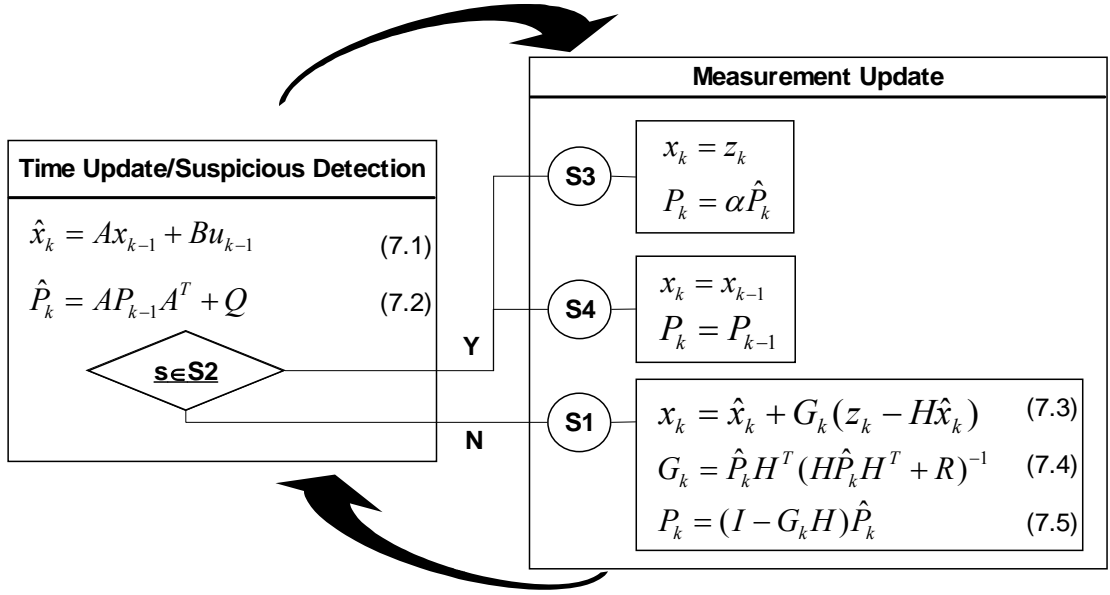 Time Update/Suspicious Detection
x̂_k = Ax_{k-1} + Bu_{k-1} (7.1)
P̂_k = AP_{k-1}A^T + Q (7.2)
s∈S2
Y
N
Measurement Update
S3
x_k = z_k
P_k = αP̂_k
S4
x_k = x_{k-1}
P_k = P_{k-1}
S1
x_k = x̂_k + G_k(z_k − Hx̂_k) (7.3)
G_k = P̂_kH^T(HP̂_kH^T + R)^{-1} (7.4)
P_k = (I − G_kH)P̂_k (7.5)